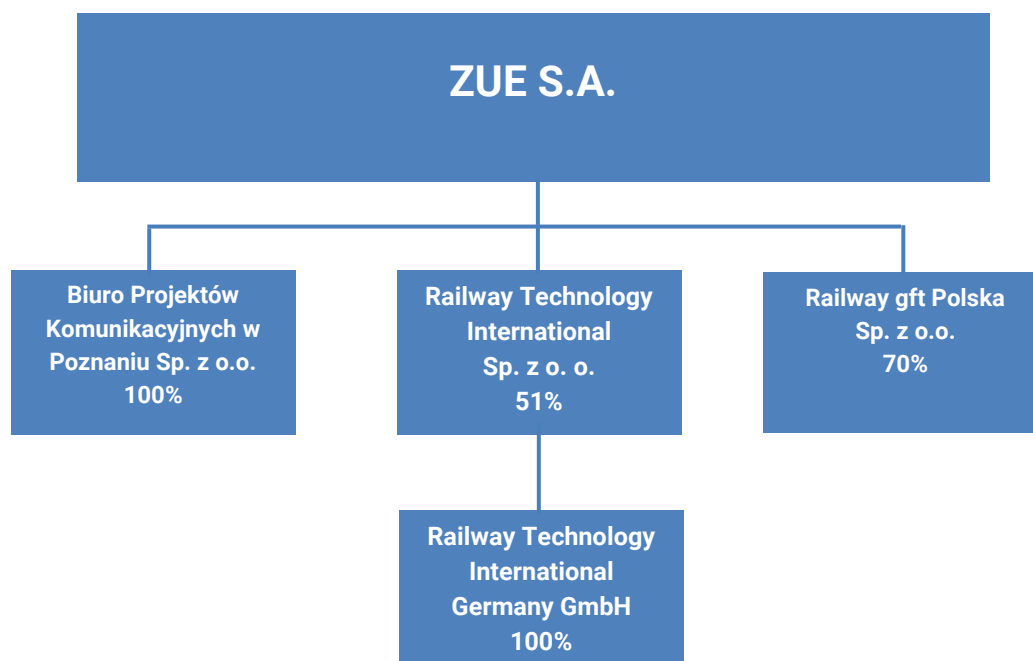 ZUE S.A.
Biuro Projektów
Komunikacyjnych w
Poznaniu Sp. z o.o.
100%
Railway Technology
International
Sp. z o. o.
51%
Railway gft Polska
Sp. z o.o.
70%
Railway Technology
International
Germany GmbH
100%